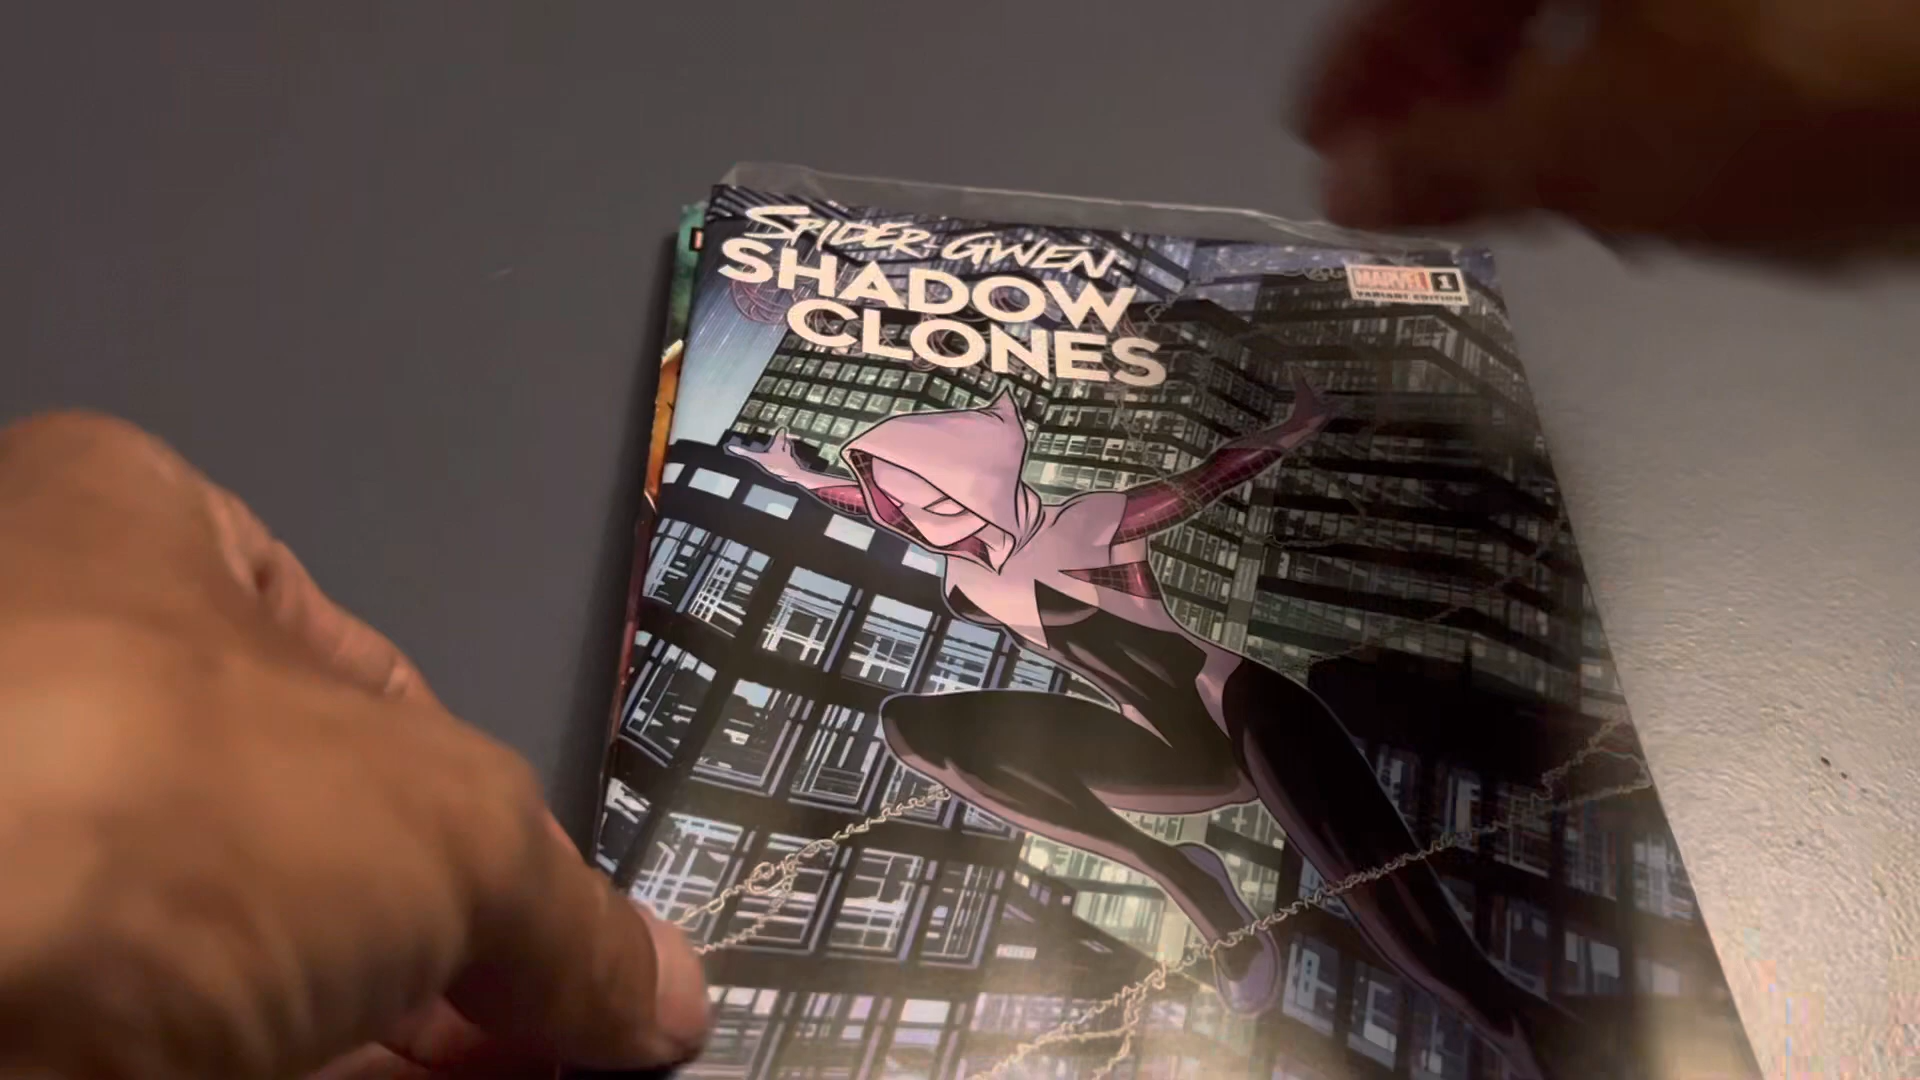 SPIDER-GWEN:
SHADOW
CLONES
MARVEL 1
VARIANT EDITION